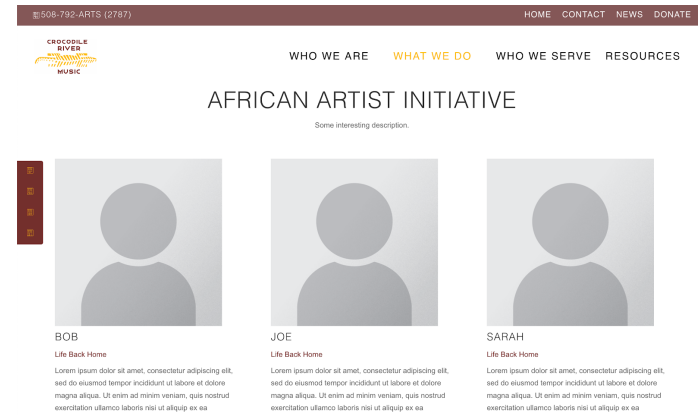 508-792-ARTS (2787)
HOME CONTACT NEWS DONATE
CROCODILE
RIVER
MUSIC
WHO WE ARE WHAT WE DO WHO WE SERVE RESOURCES
AFRICAN ARTIST INITIATIVE
Some interesting description.
BOB
Life Back Home
Lorem ipsum dolor sit amet, consectetur adipiscing elit,
sed do eiusmod tempor incididunt ut labore et dolore
magna aliqua. Ut enim ad minim veniam, quis nostrud
exercitation ullamco laboris nisi ut aliquip ex ea
JOE
Life Back Home
Lorem ipsum dolor sit amet, consectetur adipiscing elit,
sed do eiusmod tempor incididunt ut labore et dolore
magna aliqua. Ut enim ad minim veniam, quis nostrud
exercitation ullamco laboris nisi ut aliquip ex ea
SARAH
Life Back Home
Lorem ipsum dolor sit amet, consectetur adipiscing elit,
sed do eiusmod tempor incididunt ut labore et dolore
magna aliqua. Ut enim ad minim veniam, quis nostrud
exercitation ullamco laboris nisi ut aliquip ex ea